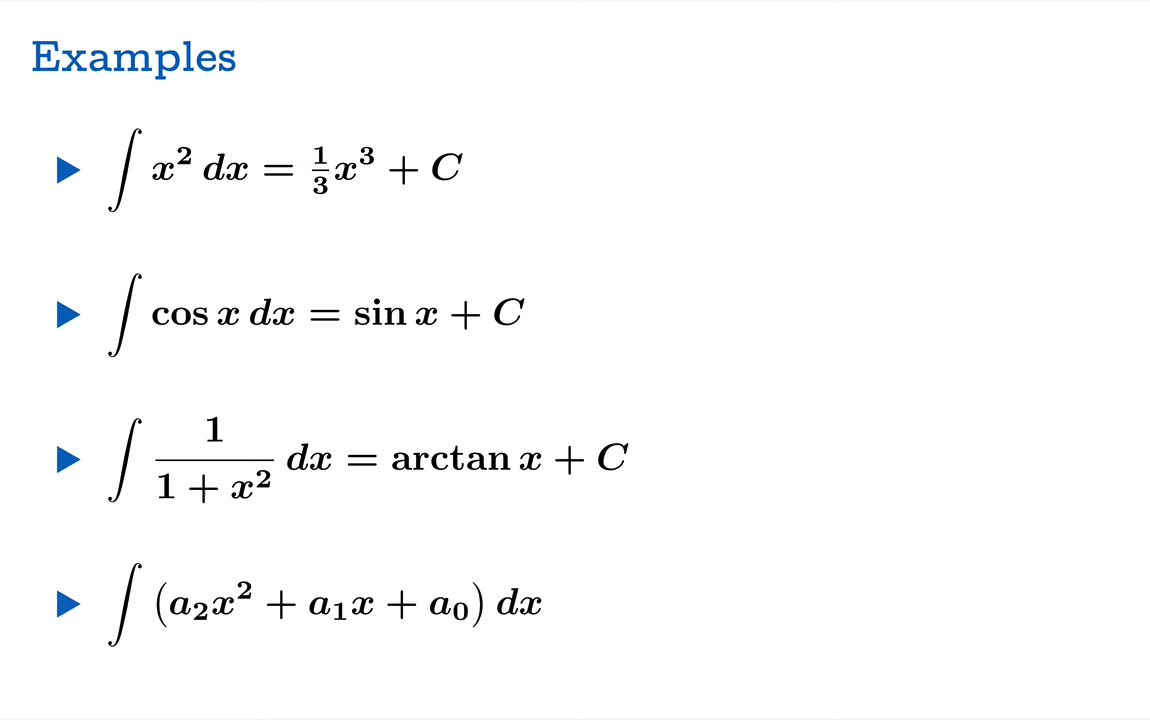 Examples
▶ ∫ x² dx = ⅓x³ + C
▶ ∫ cos x dx = sin x + C
▶ ∫ 1/(1 + x²) dx = arctan x + C
▶ ∫ (a₂x² + a₁x + a₀) dx